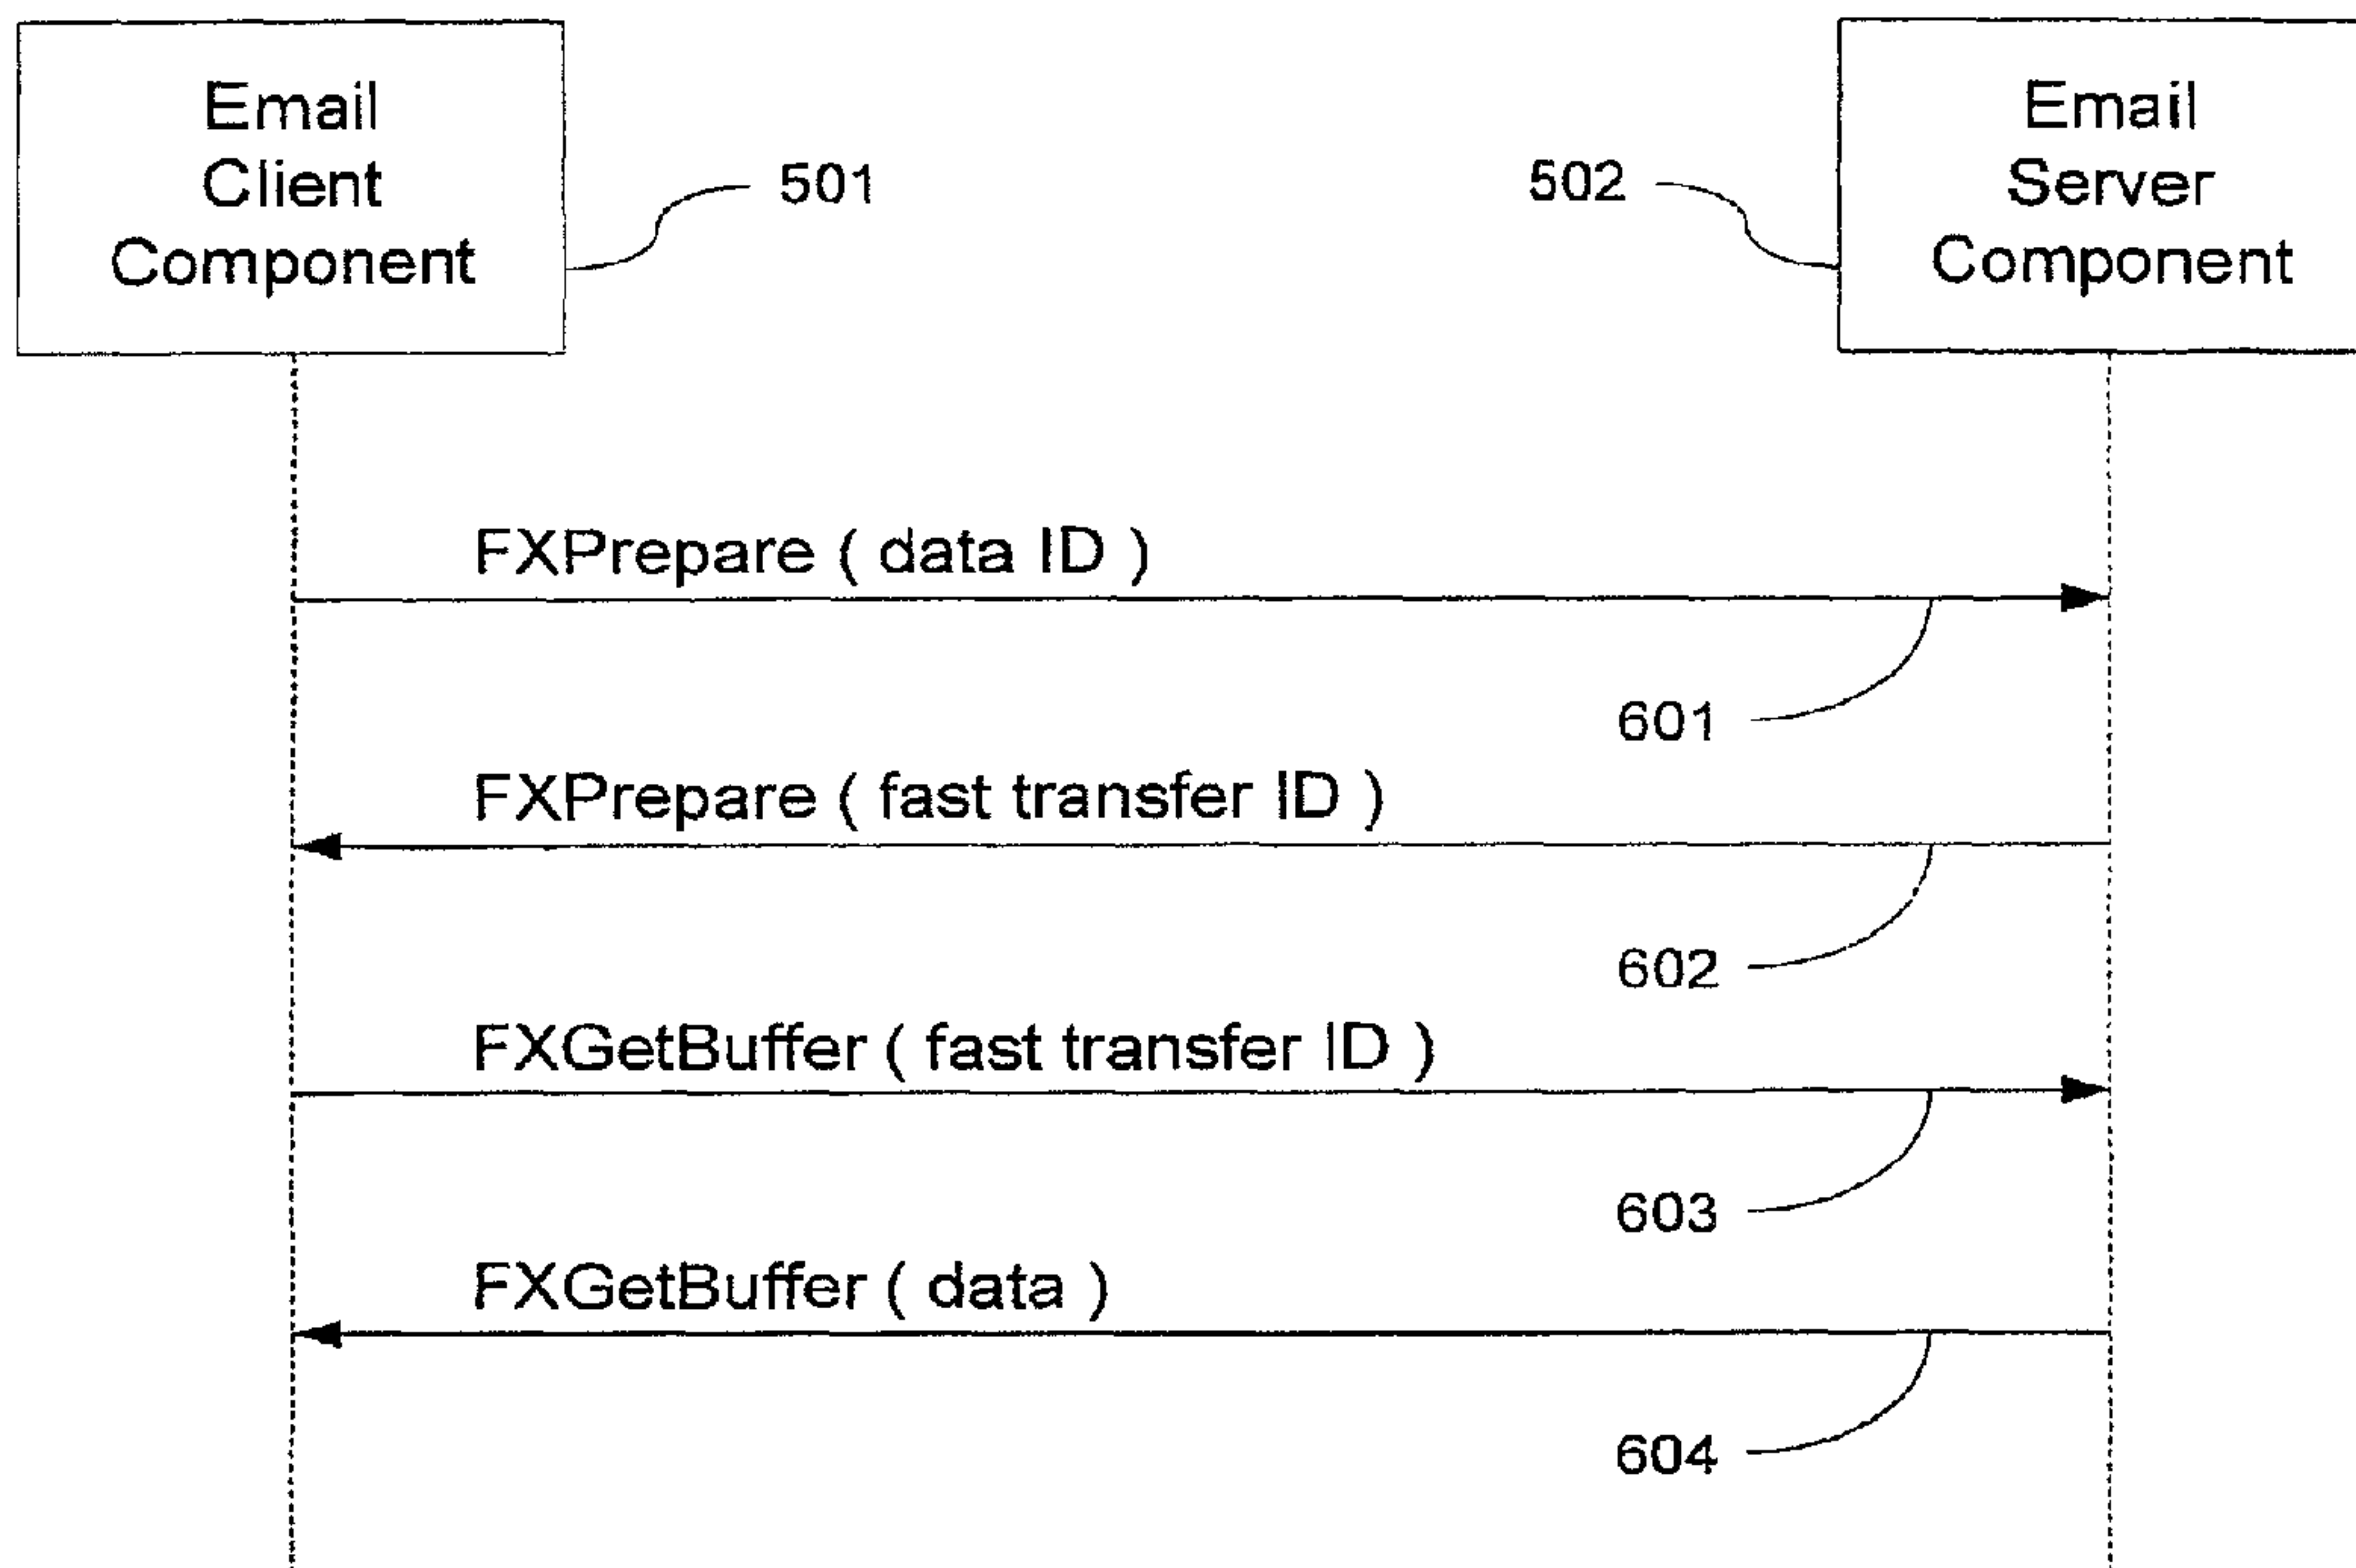 Email
Client
Component
501
502
Email
Server
Component
FXPrepare ( data ID )
601
FXPrepare ( fast transfer ID )
602
FXGetBuffer ( fast transfer ID )
603
FXGetBuffer ( data )
604